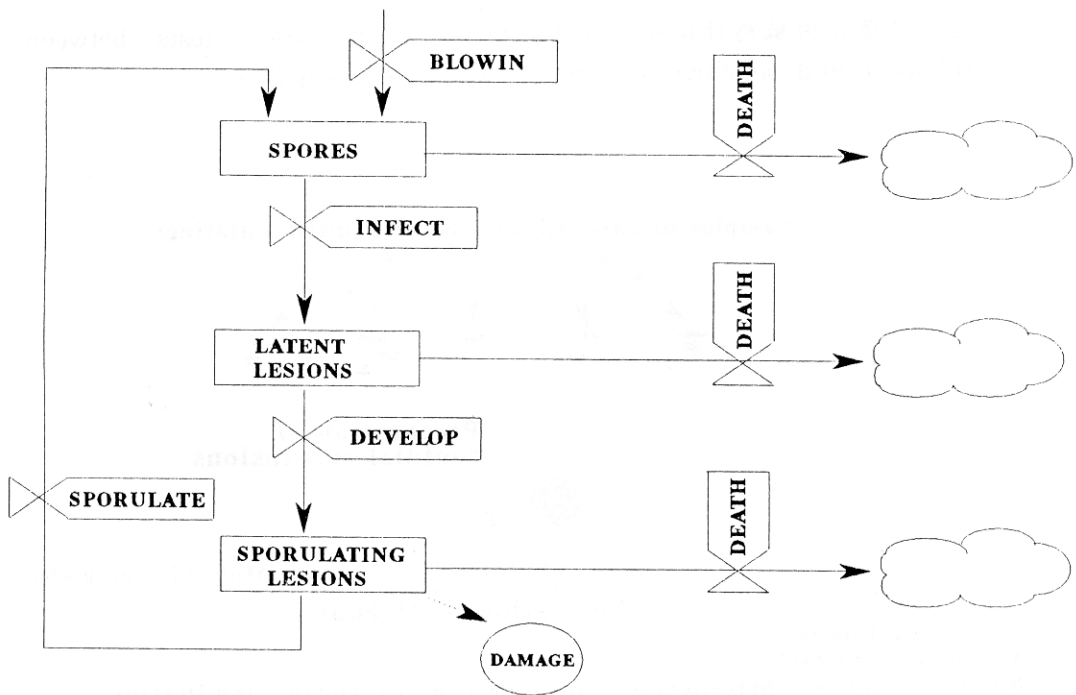 BLOWIN
DEATH
SPORES
INFECT
DEATH
LATENT
LESIONS
DEVELOP
SPORULATE
DEATH
SPORULATING
LESIONS
DAMAGE